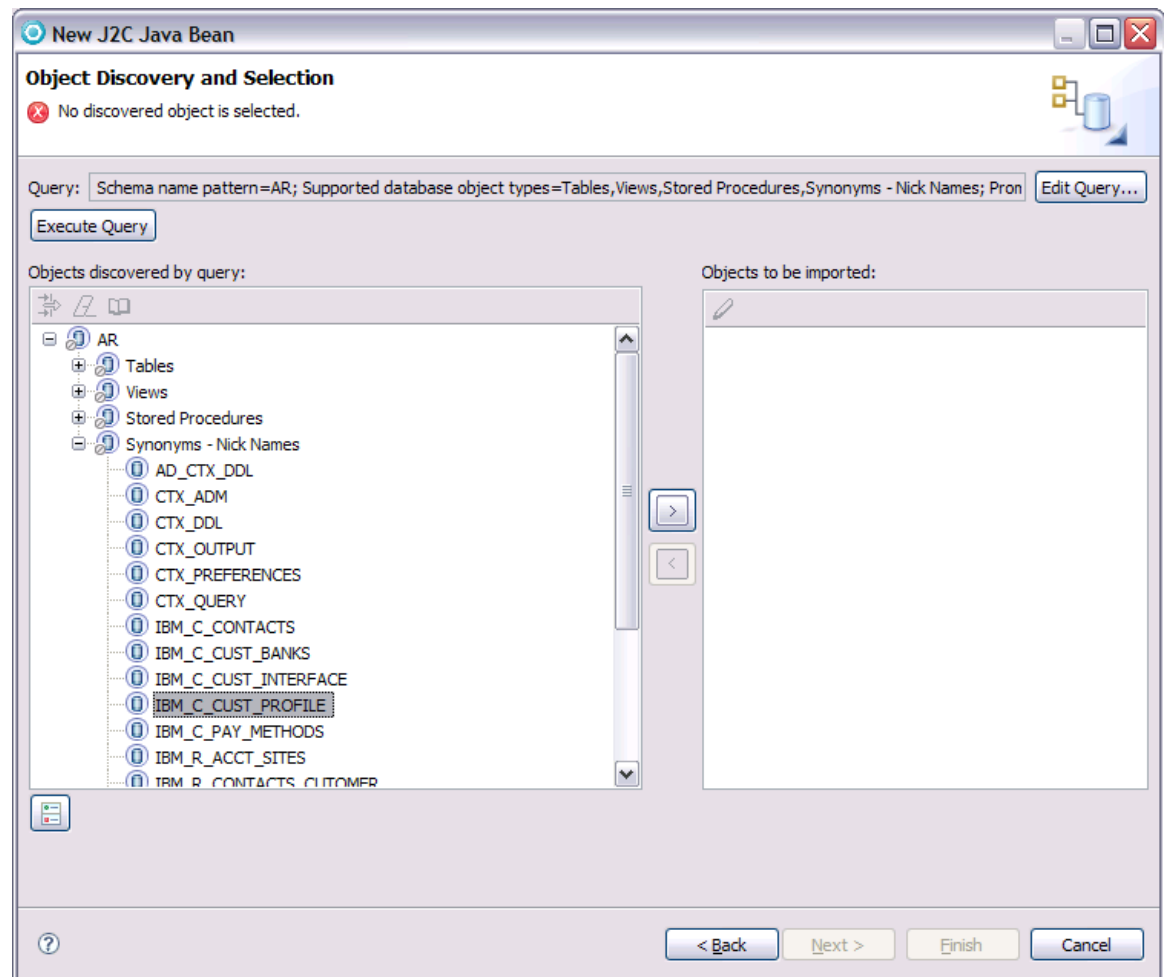 New J2C Java Bean
Object Discovery and Selection
No discovered object is selected.
Query: Schema name pattern=AR; Supported database object types=Tables,Views,Stored Procedures,Synonyms - Nick Names; Pron Edit Query...
Execute Query
Objects discovered by query: Objects to be imported:
AR
Tables
Views
Stored Procedures
Synonyms - Nick Names
AD_CTX_DDL
CTX_ADM
CTX_DDL
CTX_OUTPUT
CTX_PREFERENCES
CTX_QUERY
IBM_C_CONTACTS
IBM_C_CUST_BANKS
IBM_C_CUST_INTERFACE
IBM_C_CUST_PROFILE
IBM_C_PAY_METHODS
IBM_R_ACCT_SITES
IBM_R_CONTACTS_CUTOMER
> 
<
? < Back Next > Finish Cancel